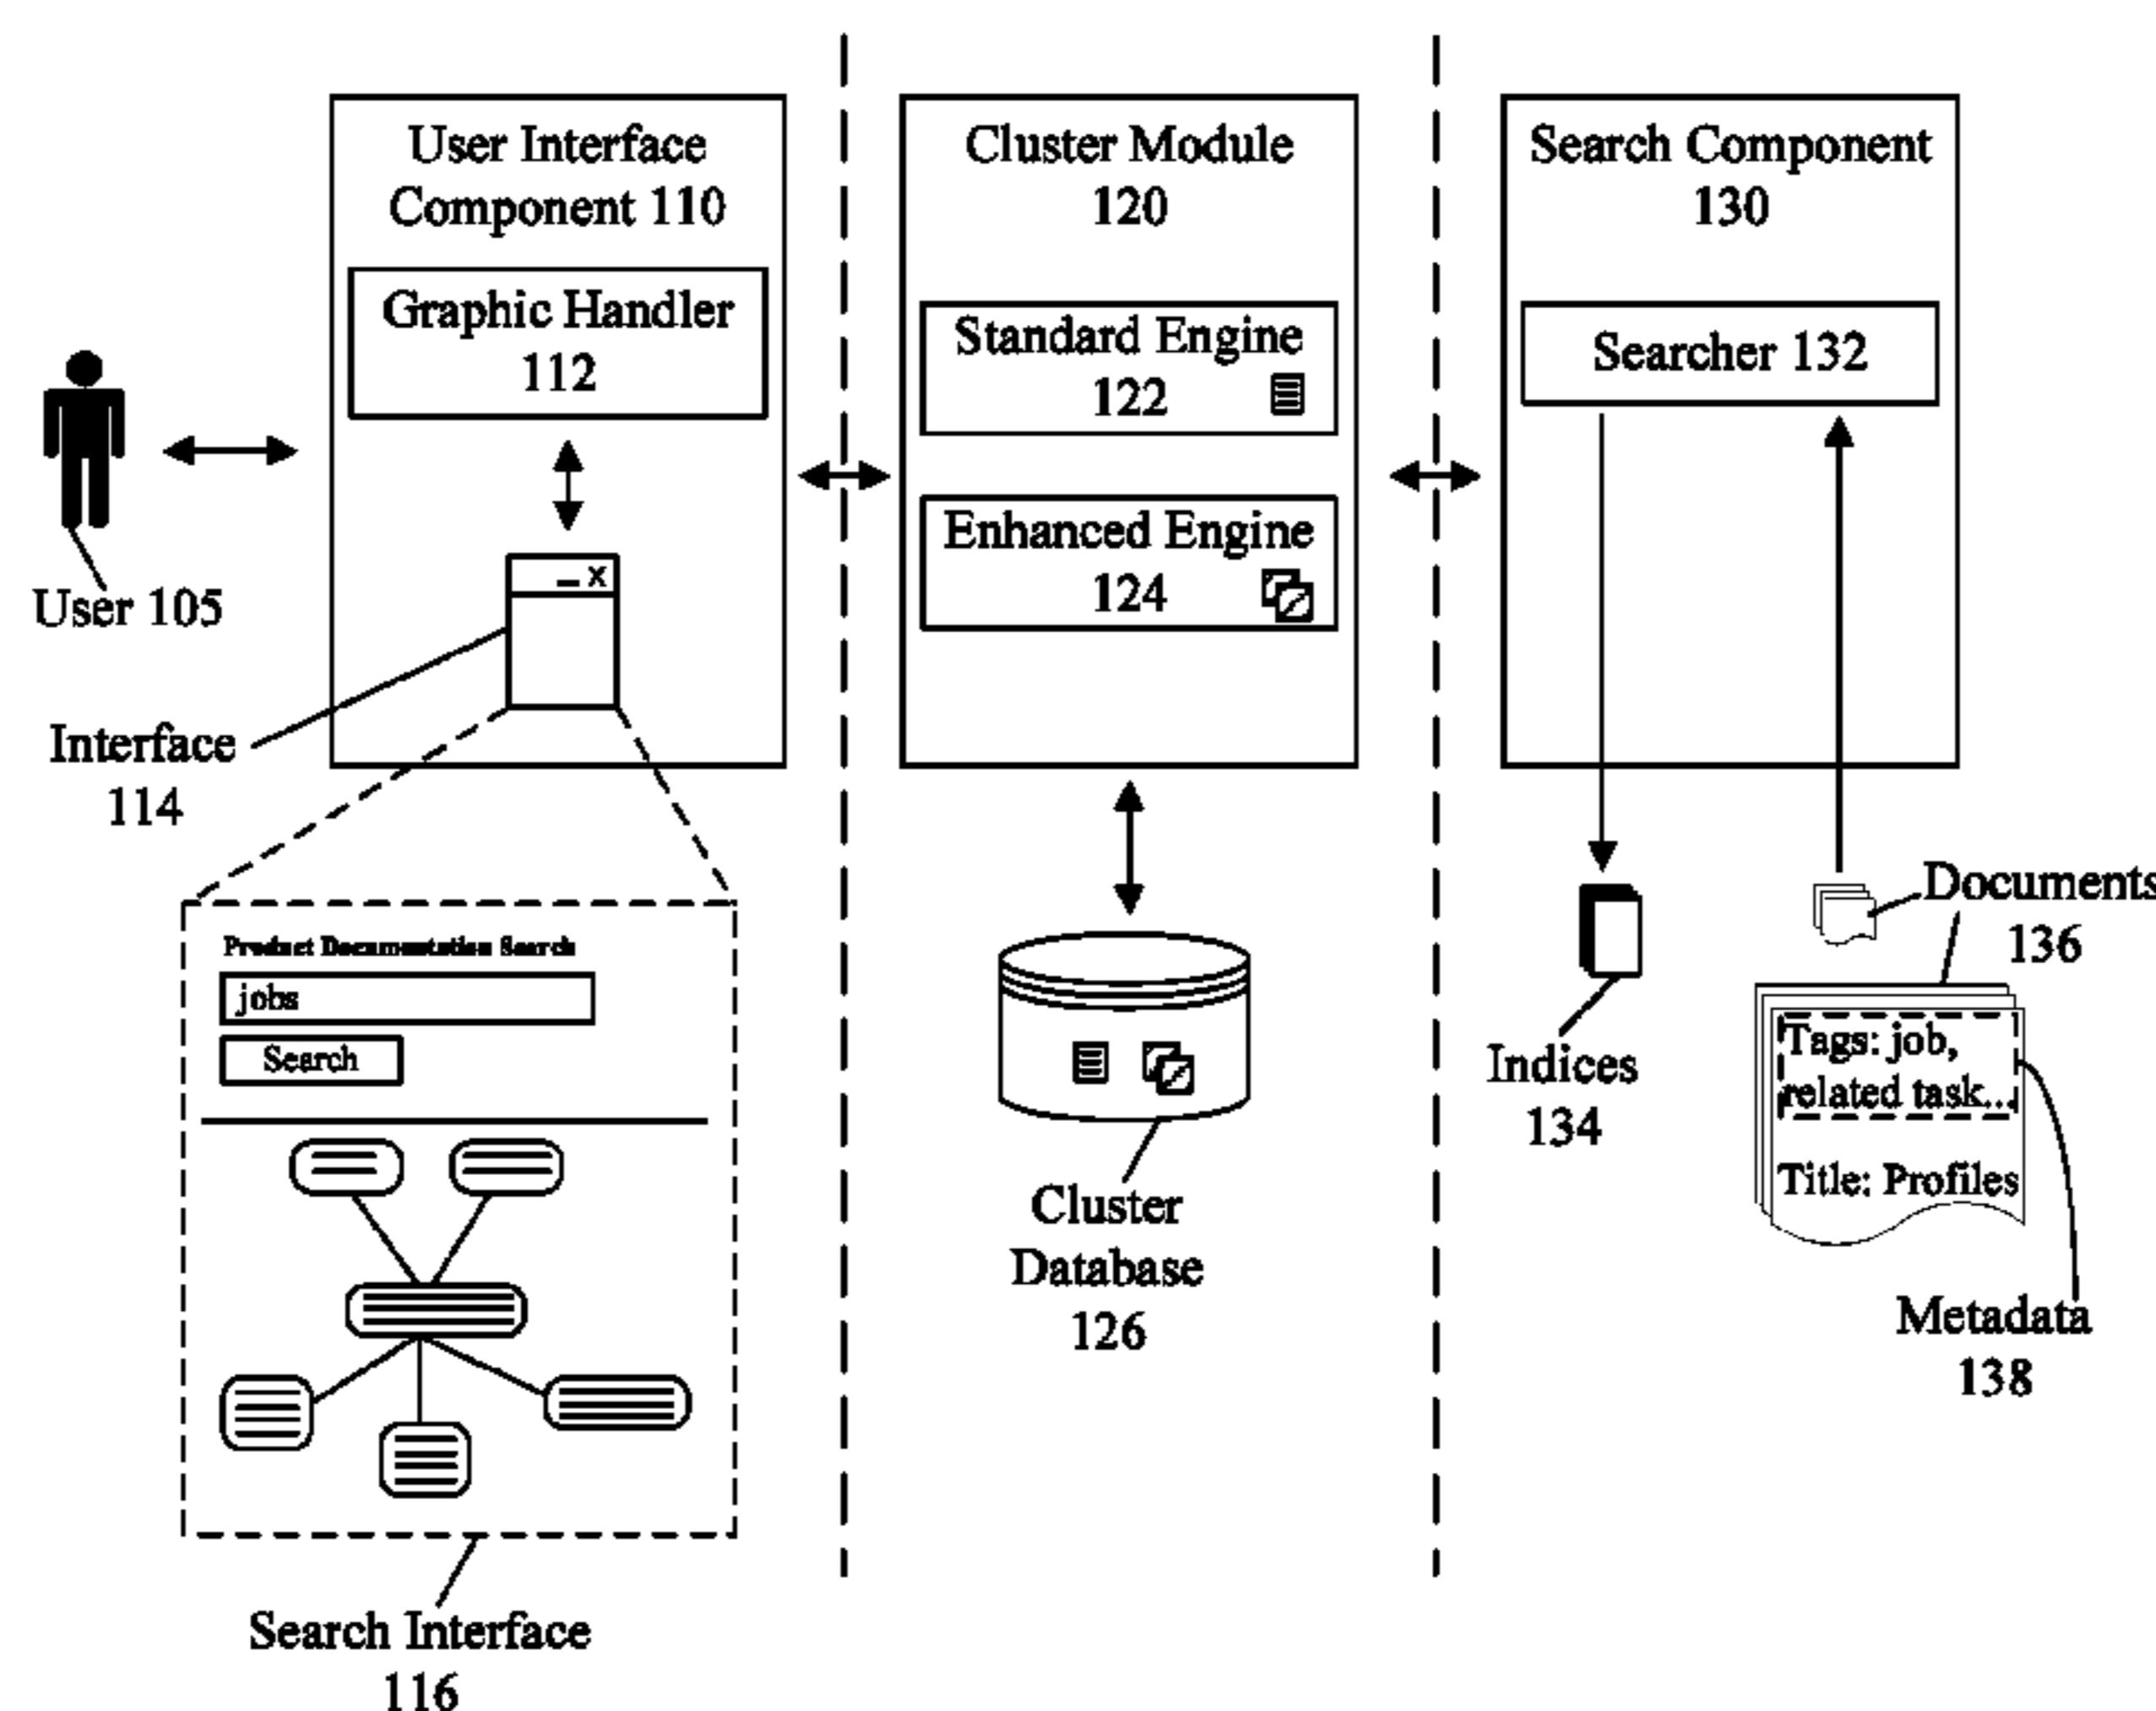 User Interface
Component 110
Graphic Handler
112
User 105
_ x
Interface
114
Product Documentation Search
jobs
Search
Search Interface
116
Cluster Module
120
Standard Engine
122
Enhanced Engine
124
Cluster
Database
126
Search Component
130
Searcher 132
Indices
134
Documents
136
Tags: job,
related task...
Title: Profiles
Metadata
138